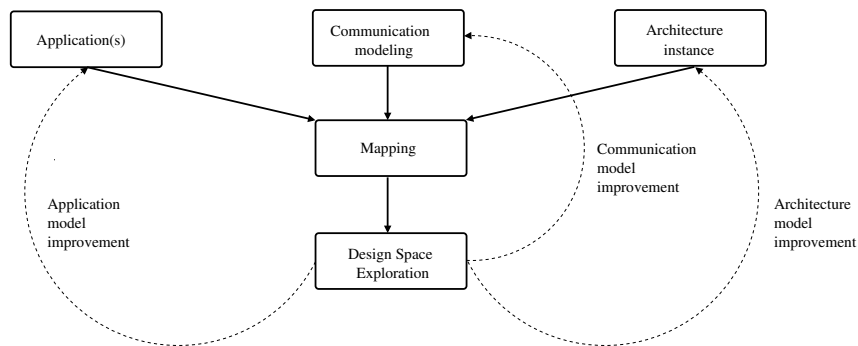 Application(s)
Communication
modeling
Architecture
instance
Mapping
Communication
model
improvement
Application
model
improvement
Architecture
model
improvement
Design Space
Exploration